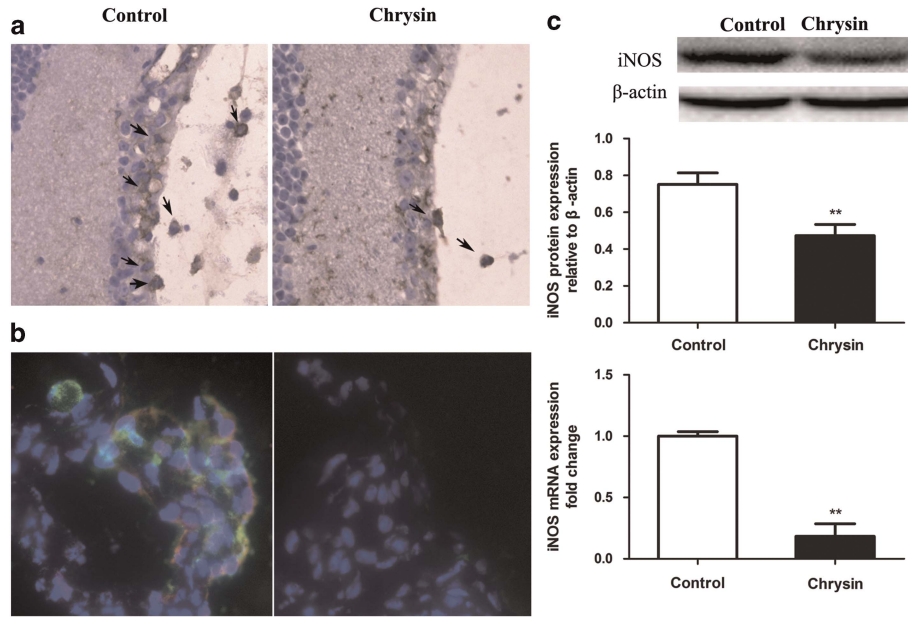 a
Control
Chrysin
b
c
Control Chrysin
iNOS
β-actin
iNOS protein expression
relative to β -actin
1.0
0.8
0.6
0.4
0.2
0.0
**
Control
Chrysin
iNOS mRNA expression
fold change
1.5
1.0
0.5
0.0
**
Control
Chrysin